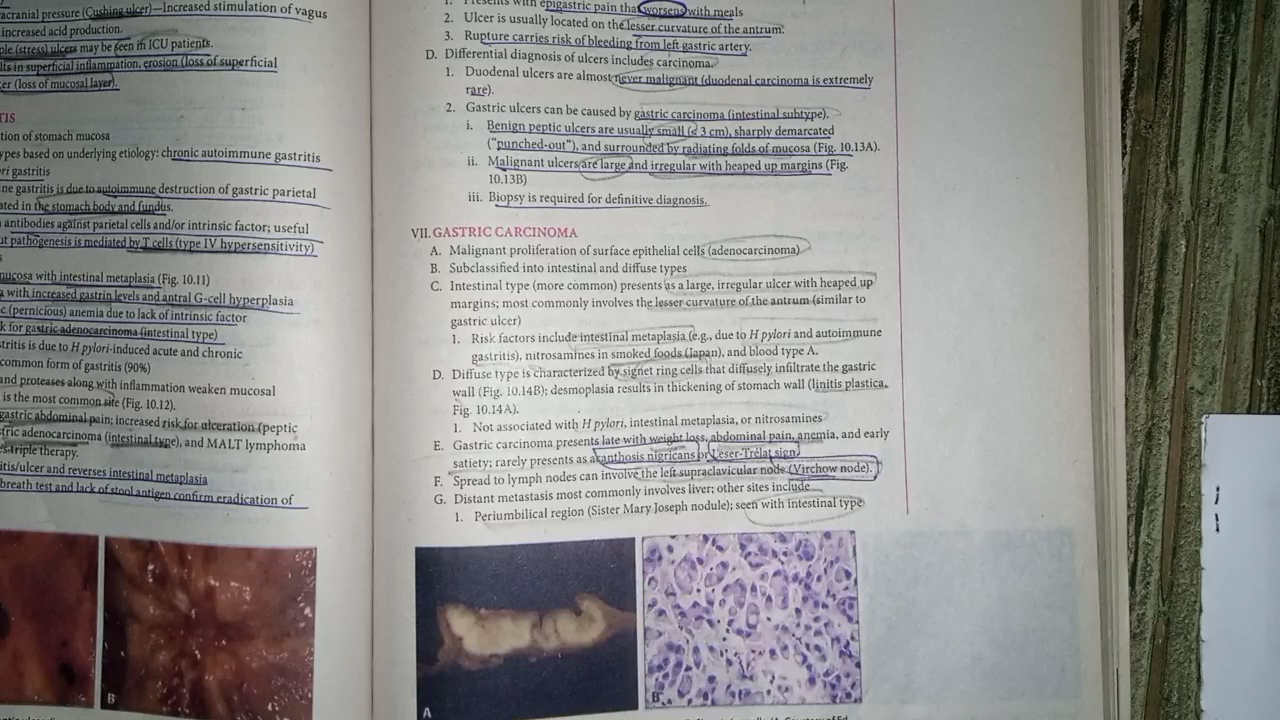 acranial pressure (Cushing ulcer)—Increased stimulation of vagus
increased acid production.
ple (stress) ulcers may be seen in ICU patients.
lts in superficial inflammation, erosion (loss of superficial
er (loss of mucosal layer).
TIS
tion of stomach mucosa
ypes based on underlying etiology: chronic autoimmune gastritis
ori gastritis
ne gastritis is due to autoimmune destruction of gastric parietal
ated in the stomach body and fundus.
antibodies against parietal cells and/or intrinsic factor; useful
ut pathogenesis is mediated by T cells (type IV hypersensitivity)
s
mucosa with intestinal metaplasia (Fig. 10.11)
a with increased gastrin levels and antral G-cell hyperplasia
c (pernicious) anemia due to lack of intrinsic factor
k for gastric adenocarcinoma (intestinal type)
stritis is due to H pylori-induced acute and chronic
common form of gastritis (90%)
and proteases along with inflammation weaken mucosal
is the most common site (Fig. 10.12).
gastric abdominal pain; increased risk for ulceration (peptic
tric adenocarcinoma (intestinal type), and MALT lymphoma
es-triple therapy.
itis/ulcer and reverses intestinal metaplasia
breath test and lack of stool antigen confirm eradication of
B
1. Presents with epigastric pain that worsens with meals
2. Ulcer is usually located on the lesser curvature of the antrum.
3. Rupture carries risk of bleeding from left gastric artery.
D. Differential diagnosis of ulcers includes carcinoma.
1. Duodenal ulcers are almost never malignant (duodenal carcinoma is extremely
rare).
2. Gastric ulcers can be caused by gastric carcinoma (intestinal subtype).
i. Benign peptic ulcers are usually small (< 3 cm), sharply demarcated
("punched-out"), and surrounded by radiating folds of mucosa (Fig. 10.13A).
ii. Malignant ulcers are large and irregular with heaped up margins (Fig.
10.13B)
iii. Biopsy is required for definitive diagnosis.
VII. GASTRIC CARCINOMA
A. Malignant proliferation of surface epithelial cells (adenocarcinoma)
B. Subclassified into intestinal and diffuse types
C. Intestinal type (more common) presents as a large, irregular ulcer with heaped up
margins; most commonly involves the lesser curvature of the antrum (similar to
gastric ulcer)
1. Risk factors include intestinal metaplasia (e.g., due to H pylori and autoimmune
gastritis), nitrosamines in smoked foods (Japan), and blood type A.
D. Diffuse type is characterized by signet ring cells that diffusely infiltrate the gastric
wall (Fig. 10.14B); desmoplasia results in thickening of stomach wall (linitis plastica,
Fig. 10.14A).
1. Not associated with H pylori, intestinal metaplasia, or nitrosamines
E. Gastric carcinoma presents late with weight loss, abdominal pain, anemia, and early
satiety; rarely presents as acanthosis nigricans or Leser-Trélat sign
F. Spread to lymph nodes can involve the left supraclavicular node (Virchow node).
G. Distant metastasis most commonly involves liver; other sites include
1. Periumbilical region (Sister Mary Joseph nodule); seen with intestinal type
A
B